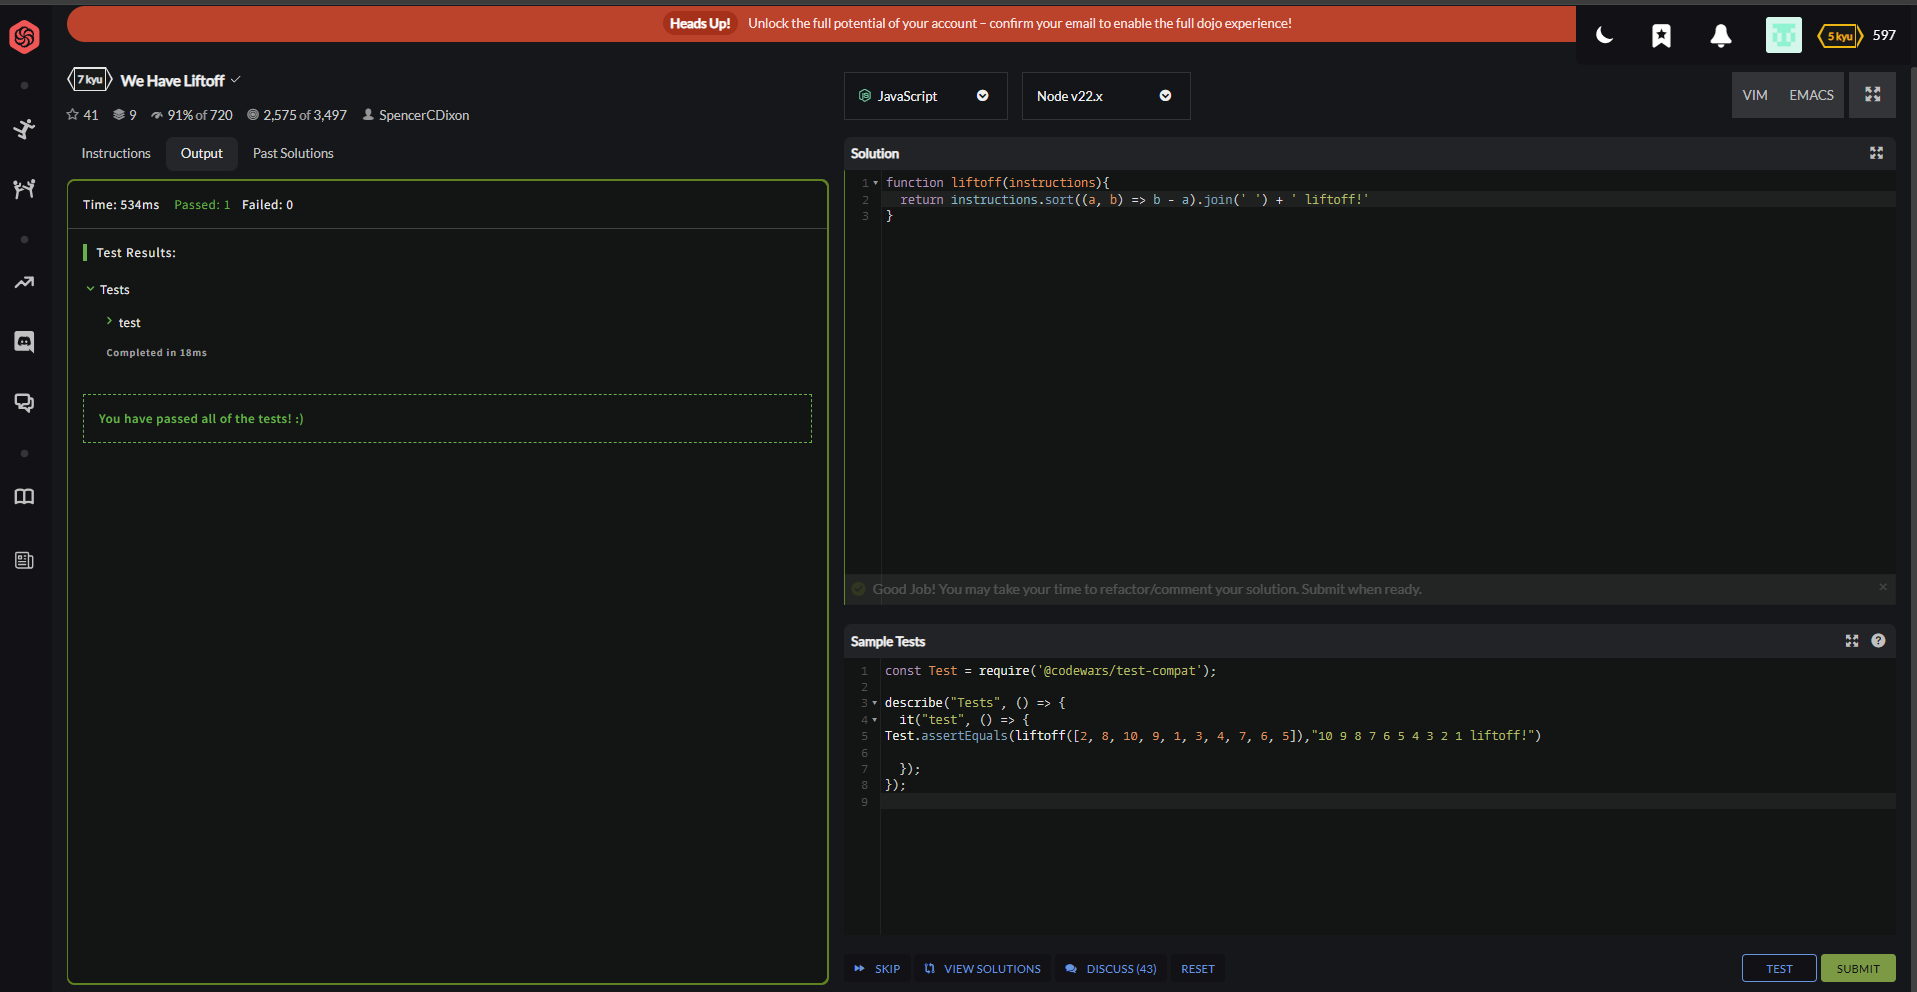 Heads Up! Unlock the full potential of your account – confirm your email to enable the full dojo experience!
5 kyu 597
7 kyu We Have Liftoff
41 9 91% of 720 2,575 of 3,497 SpencerCDixon
Instructions Output Past Solutions
Time: 534ms Passed: 1 Failed: 0
Test Results:
Tests
test
Completed in 18ms
You have passed all of the tests! :)
JavaScript Node v22.x VIM EMACS
Solution
1 function liftoff(instructions){
2 return instructions.sort((a, b) => b - a).join(' ') + ' liftoff!'
3 }
Good Job! You may take your time to refactor/comment your solution. Submit when ready.
Sample Tests
1 const Test = require('@codewars/test-compat');
2
3 describe("Tests", () => {
4 it("test", () => {
5 Test.assertEquals(liftoff([2, 8, 10, 9, 1, 3, 4, 7, 6, 5]),"10 9 8 7 6 5 4 3 2 1 liftoff!")
6
7 });
8 });
9
SKIP VIEW SOLUTIONS DISCUSS (43) RESET TEST SUBMIT